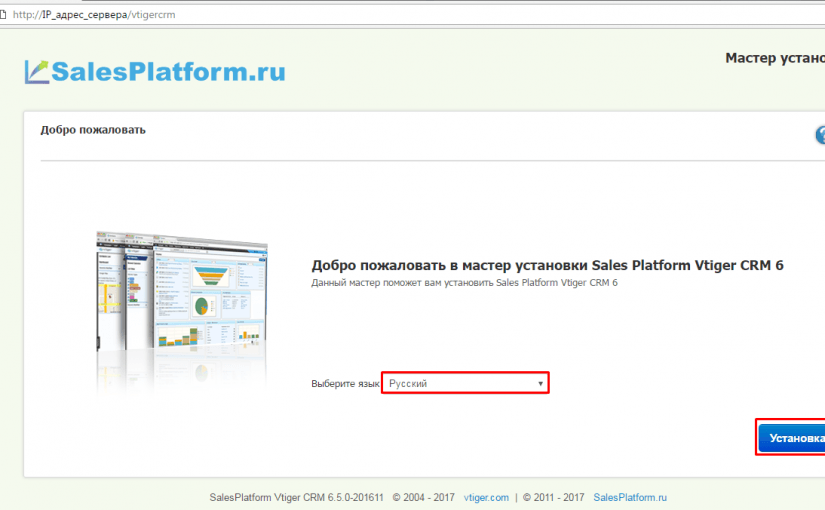 http://IP_адрес_сервера/vtigercrm
SalesPlatform.ru
Мастер устано
Добро пожаловать
Добро пожаловать в мастер установки Sales Platform Vtiger CRM 6
Данный мастер поможет вам установить Sales Platform Vtiger CRM 6
Выберите язык Русский
Установка
SalesPlatform Vtiger CRM 6.5.0-201611 © 2004 - 2017 vtiger.com | © 2011 - 2017 SalesPlatform.ru